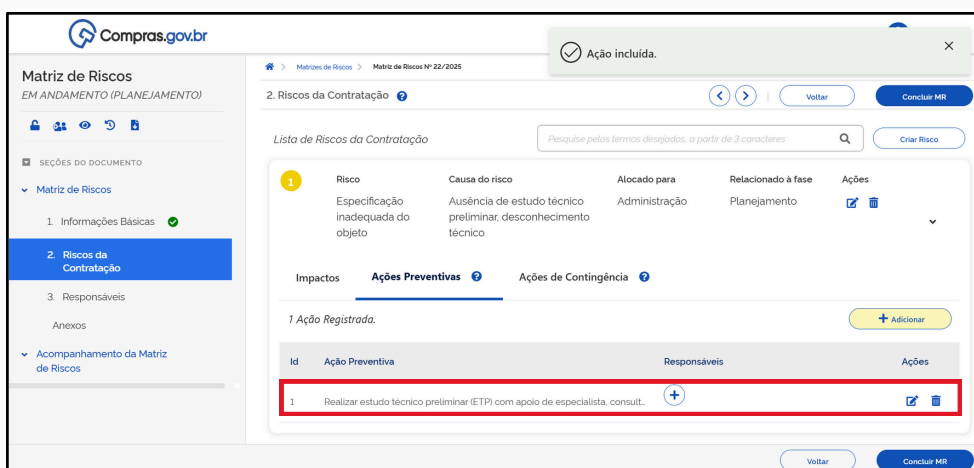 Compras.gov.br
Ação incluída.
Matriz de Riscos
EM ANDAMENTO (PLANEJAMENTO)
SEÇÕES DO DOCUMENTO
Matriz de Riscos
1. Informações Básicas
2. Riscos da
Contratação
3. Responsáveis
Anexos
Acompanhamento da Matriz
de Riscos
> Matrizes de Riscos > Matriz de Riscos Nº 22/2025
2. Riscos da Contratação
Voltar
Concluir MR
Lista de Riscos da Contratação
Pesquise pelos termos desejados, a partir de 3 caracteres
Criar Risco
1
Risco
Causa do risco
Alocado para
Relacionado à fase
Ações
Especificação
inadequada do
objeto
Ausência de estudo técnico
preliminar, desconhecimento
técnico
Administração
Planejamento
Impactos
Ações Preventivas
Ações de Contingência
1 Ação Registrada.
+ Adicionar
Id
Ação Preventiva
Responsáveis
Ações
1
Realizar estudo técnico preliminar (ETP) com apoio de especialista, consult...
Voltar
Concluir MR